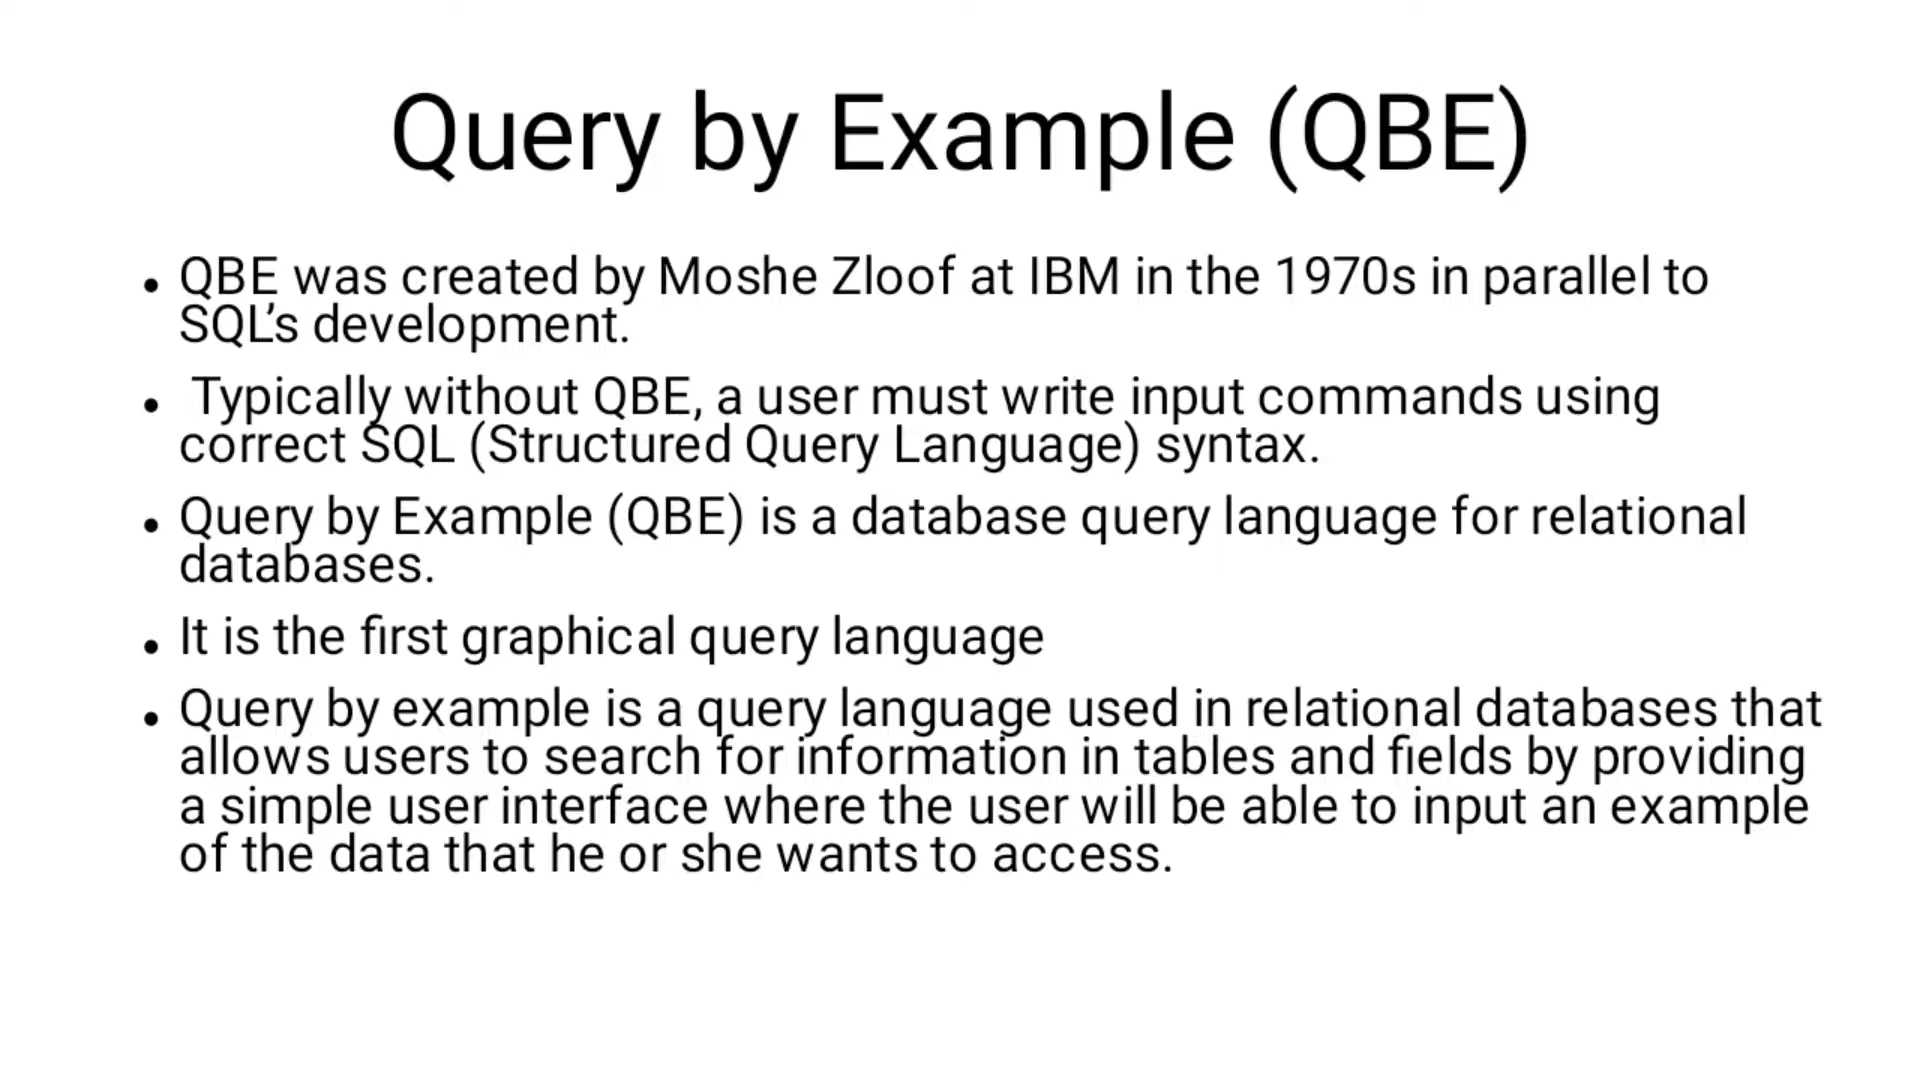 Query by Example (QBE)
• QBE was created by Moshe Zloof at IBM in the 1970s in parallel to
SQL’s development.
• Typically without QBE, a user must write input commands using
correct SQL (Structured Query Language) syntax.
• Query by Example (QBE) is a database query language for relational
databases.
• It is the first graphical query language
• Query by example is a query language used in relational databases that
allows users to search for information in tables and fields by providing
a simple user interface where the user will be able to input an example
of the data that he or she wants to access.